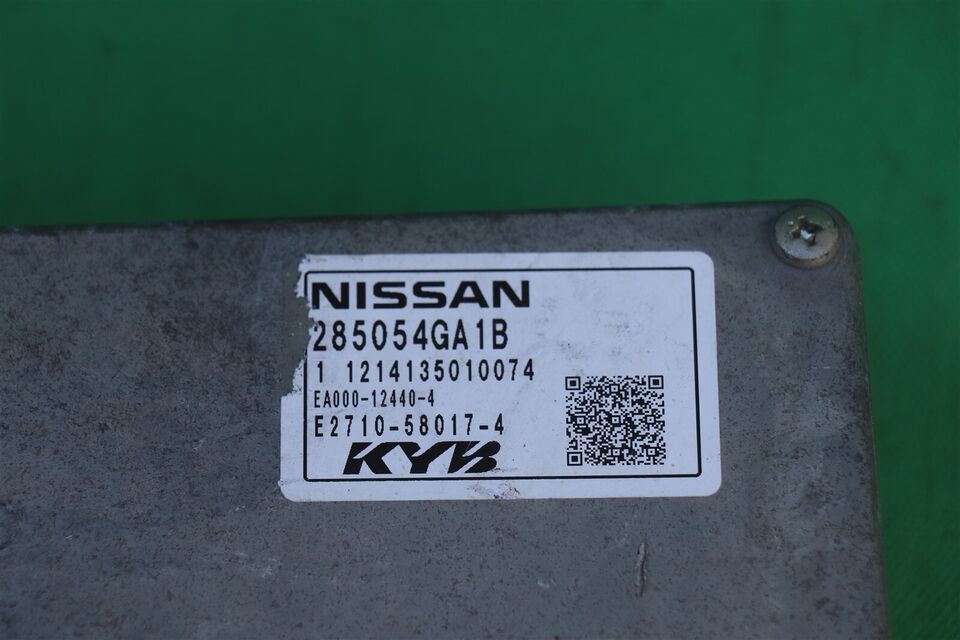 NISSAN
285054GA1B
1 1214135010074
EA000-12440-4
E2710-58017-4
KYB